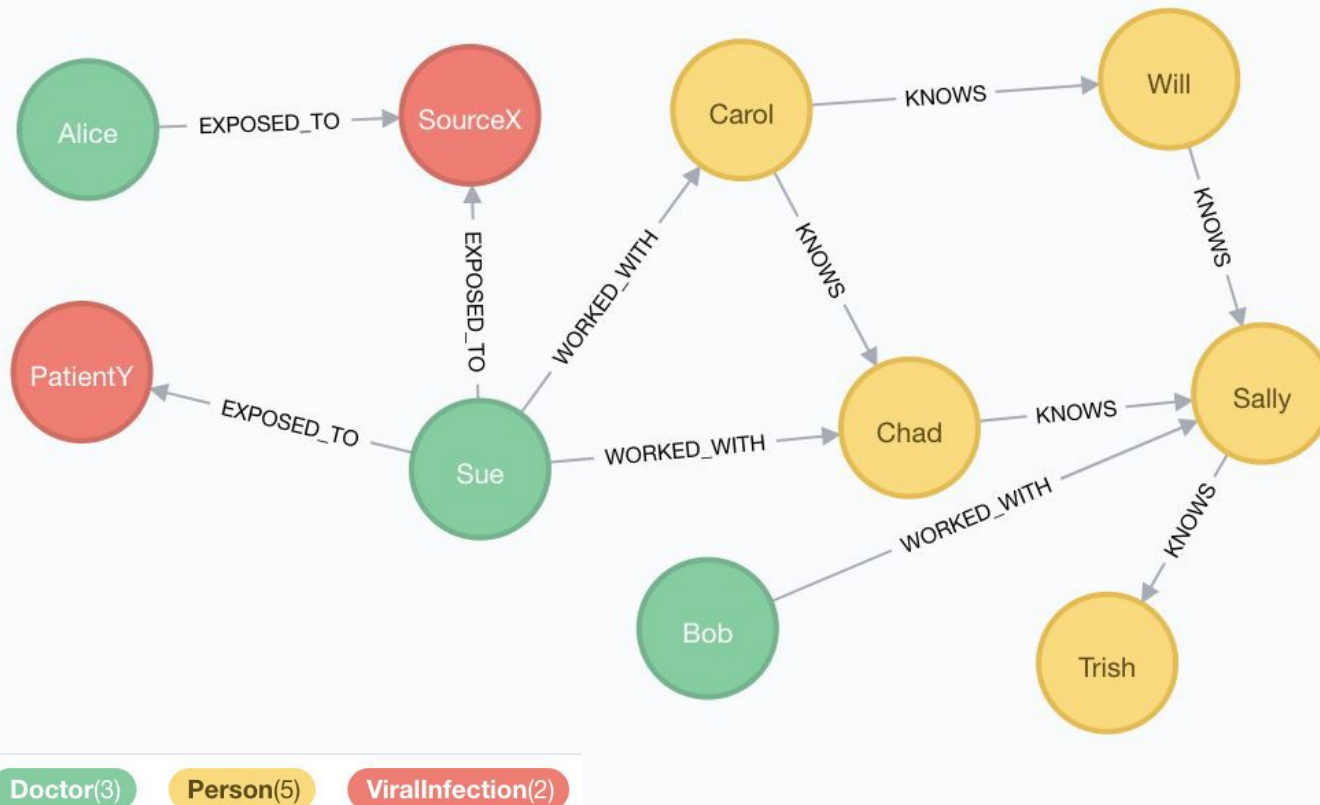 Alice
EXPOSED_TO
SourceX
Carol
KNOWS
Will
KNOWS
KNOWS
WORKED_WITH
EXPOSED_TO
PatientY
EXPOSED_TO
Sue
WORKED_WITH
Chad
KNOWS
Sally
WORKED_WITH
KNOWS
Bob
Trish
Doctor(3) Person(5) ViralInfection(2)